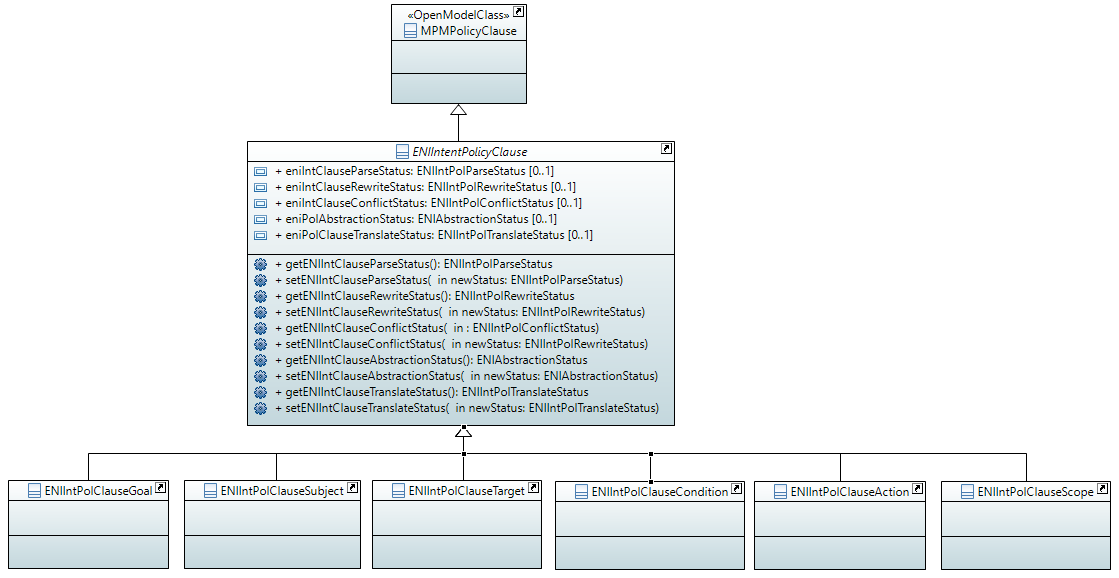 «OpenModelClass»
MPMPolicyClause
ENIIntentPolicyClause
+ eniIntClauseParseStatus: ENIIntPolParseStatus [0..1]
+ eniIntClauseRewriteStatus: ENIIntPolRewriteStatus [0..1]
+ eniIntClauseConflictStatus: ENIIntPolConflictStatus [0..1]
+ eniPolAbstractionStatus: ENIAbstractionStatus [0..1]
+ eniPolClauseTranslateStatus: ENIIntPolTranslateStatus [0..1]
+ getENIIntClauseParseStatus(): ENIIntPolParseStatus
+ setENIIntClauseParseStatus( in newStatus: ENIIntPolParseStatus)
+ getENIIntClauseRewriteStatus(): ENIIntPolRewriteStatus
+ setENIIntClauseRewriteStatus( in newStatus: ENIIntPolRewriteStatus)
+ getENIIntClauseConflictStatus( in : ENIIntPolConflictStatus)
+ setENIIntClauseConflictStatus( in newStatus: ENIIntPolRewriteStatus)
+ getENIIntClauseAbstractionStatus(): ENIAbstractionStatus
+ setENIIntClauseAbstractionStatus( in newStatus: ENIAbstractionStatus)
+ getENIIntClauseTranslateStatus(): ENIIntPolTranslateStatus
+ setENIIntClauseTranslateStatus( in newStatus: ENIIntPolTranslateStatus)
ENIIntPolClauseGoal
ENIIntPolClauseSubject
ENIIntPolClauseTarget
ENIIntPolClauseCondition
ENIIntPolClauseAction
ENIIntPolClauseScope